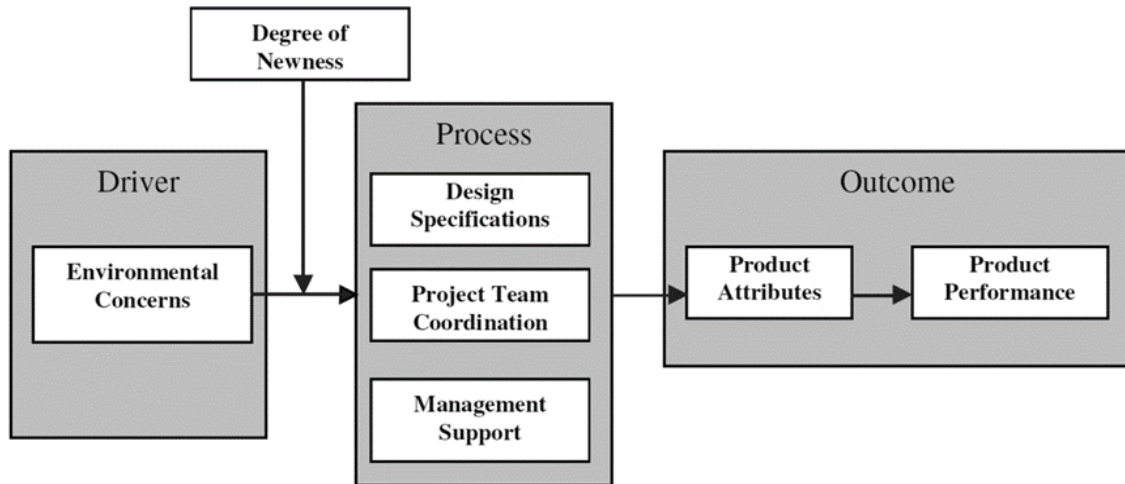 Degree of
Newness
Driver
Environmental
Concerns
Process
Design
Specifications
Project Team
Coordination
Management
Support
Outcome
Product
Attributes
Product
Performance